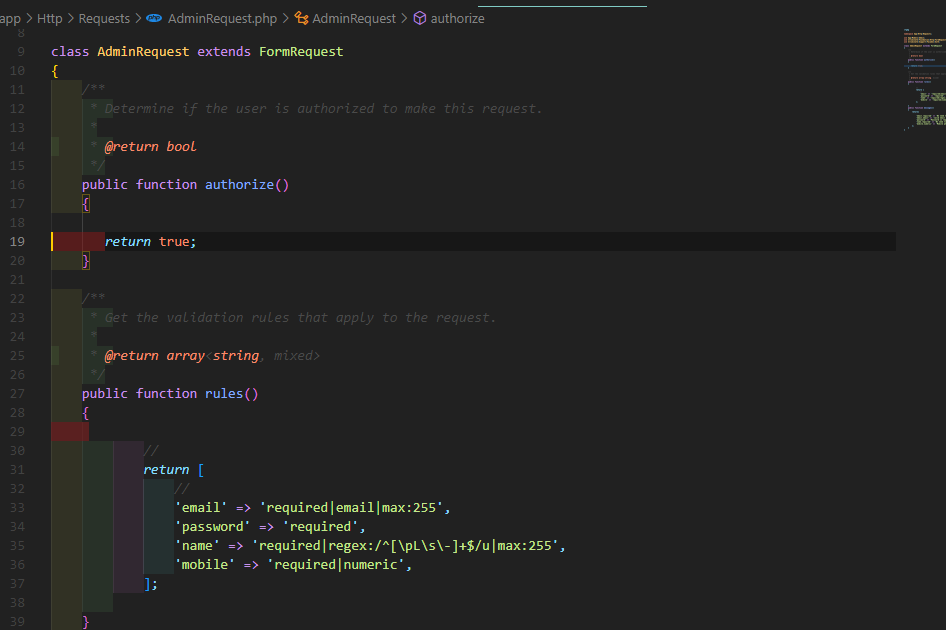 app > Http > Requests > php AdminRequest.php > AdminRequest > authorize
8
9 class AdminRequest extends FormRequest
10 {
11 /**
12 * Determine if the user is authorized to make this request.
13 *
14 * @return bool
15 */
16 public function authorize()
17 {
18
19 return true;
20 }
21
22 /**
23 * Get the validation rules that apply to the request.
24 *
25 * @return array<string, mixed>
26 */
27 public function rules()
28 {
29
30 //
31 return [
32 //
33 'email' => 'required|email|max:255',
34 'password' => 'required',
35 'name' => 'required|regex:/^[\pL\s\-]+$/u|max:255',
36 'mobile' => 'required|numeric',
37 ];
38
39 }